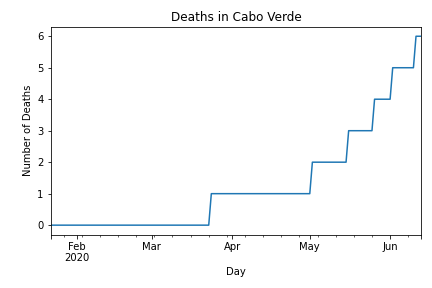 Deaths in Cabo Verde
6
5
4
3
2
1
0
Number of Deaths
Feb
2020
Mar
Apr
May
Jun
Day